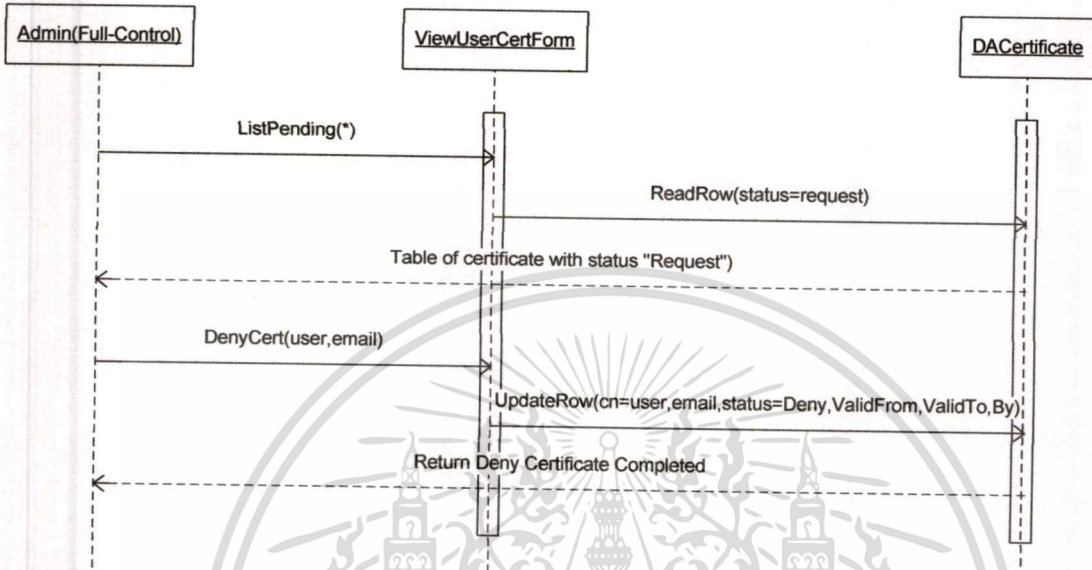 Admin(Full-Control)
ViewUserCertForm
DACertificate
ListPending(*)
ReadRow(status=request)
Table of certificate with status "Request")
DenyCert(user,email)
UpdateRow(cn=user,email,status=Deny,ValidFrom,ValidTo,By)
Return Deny Certificate Completed